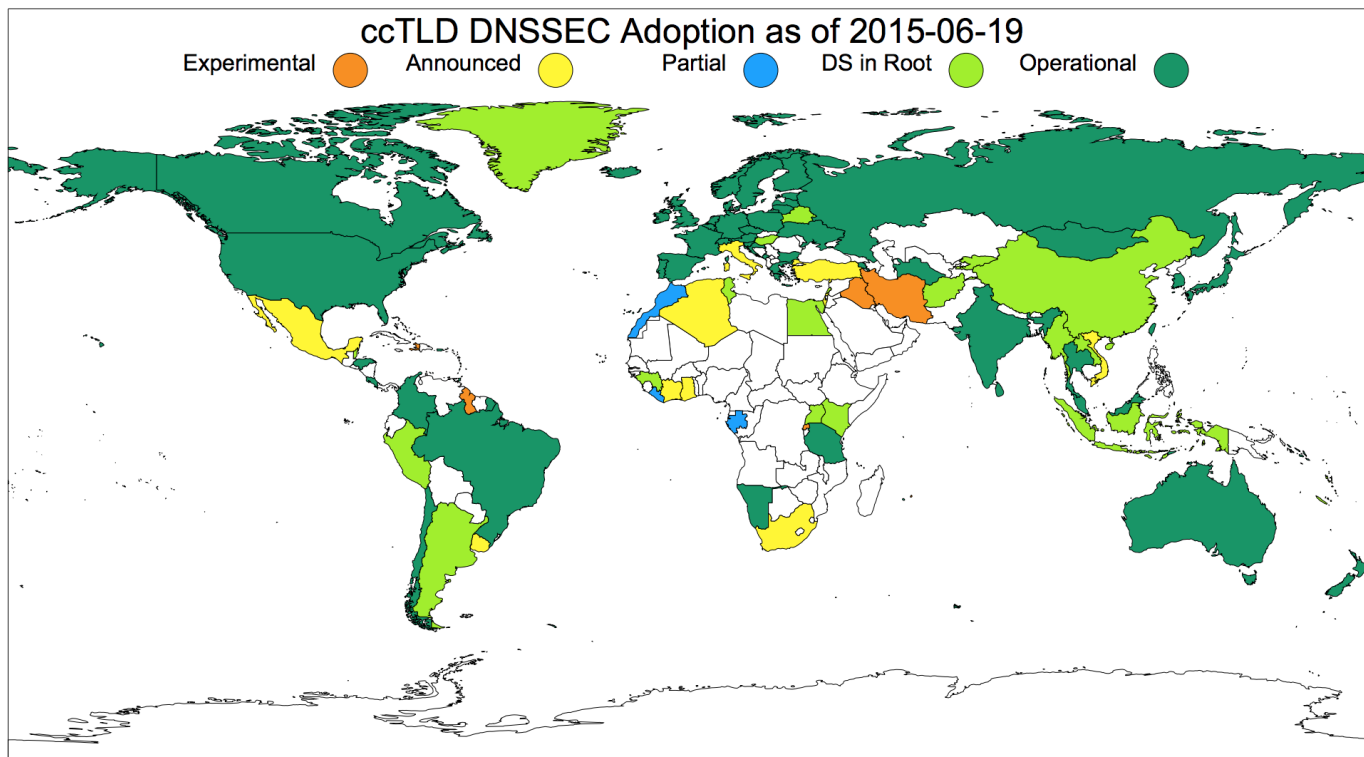 ccTLD DNSSEC Adoption as of 2015-06-19
Experimental Announced Partial DS in Root Operational